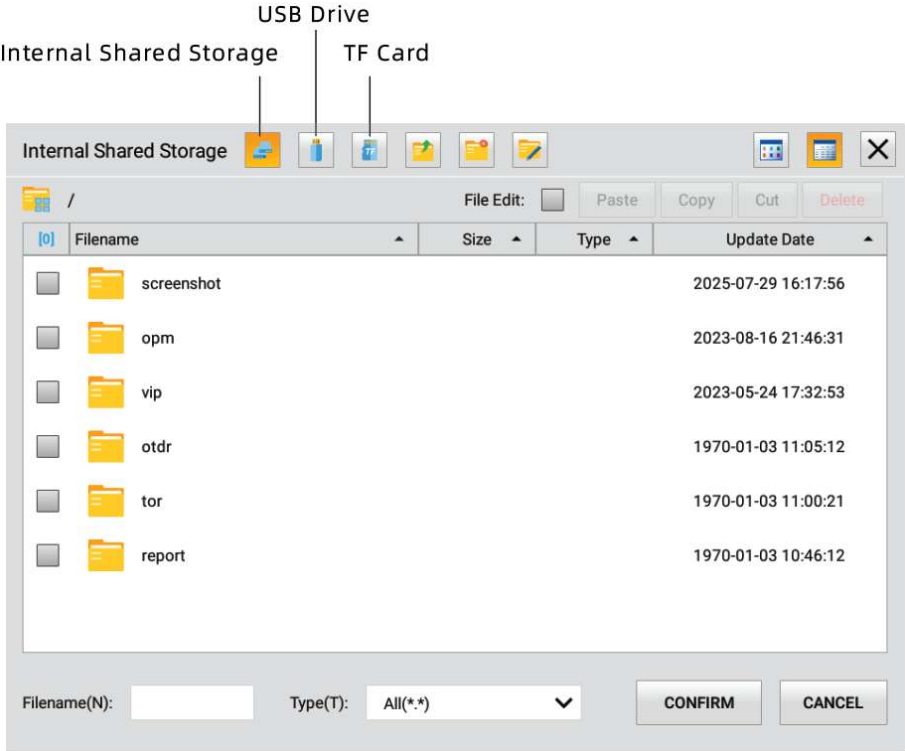 USB Drive
Internal Shared Storage TF Card
Internal Shared Storage TF
/ File Edit: Paste Copy Cut Delete
[0] Filename Size Type Update Date
screenshot 2025-07-29 16:17:56
opm 2023-08-16 21:46:31
vip 2023-05-24 17:32:53
otdr 1970-01-03 11:05:12
tor 1970-01-03 11:00:21
report 1970-01-03 10:46:12
Filename(N): Type(T): All(*.*) CONFIRM CANCEL